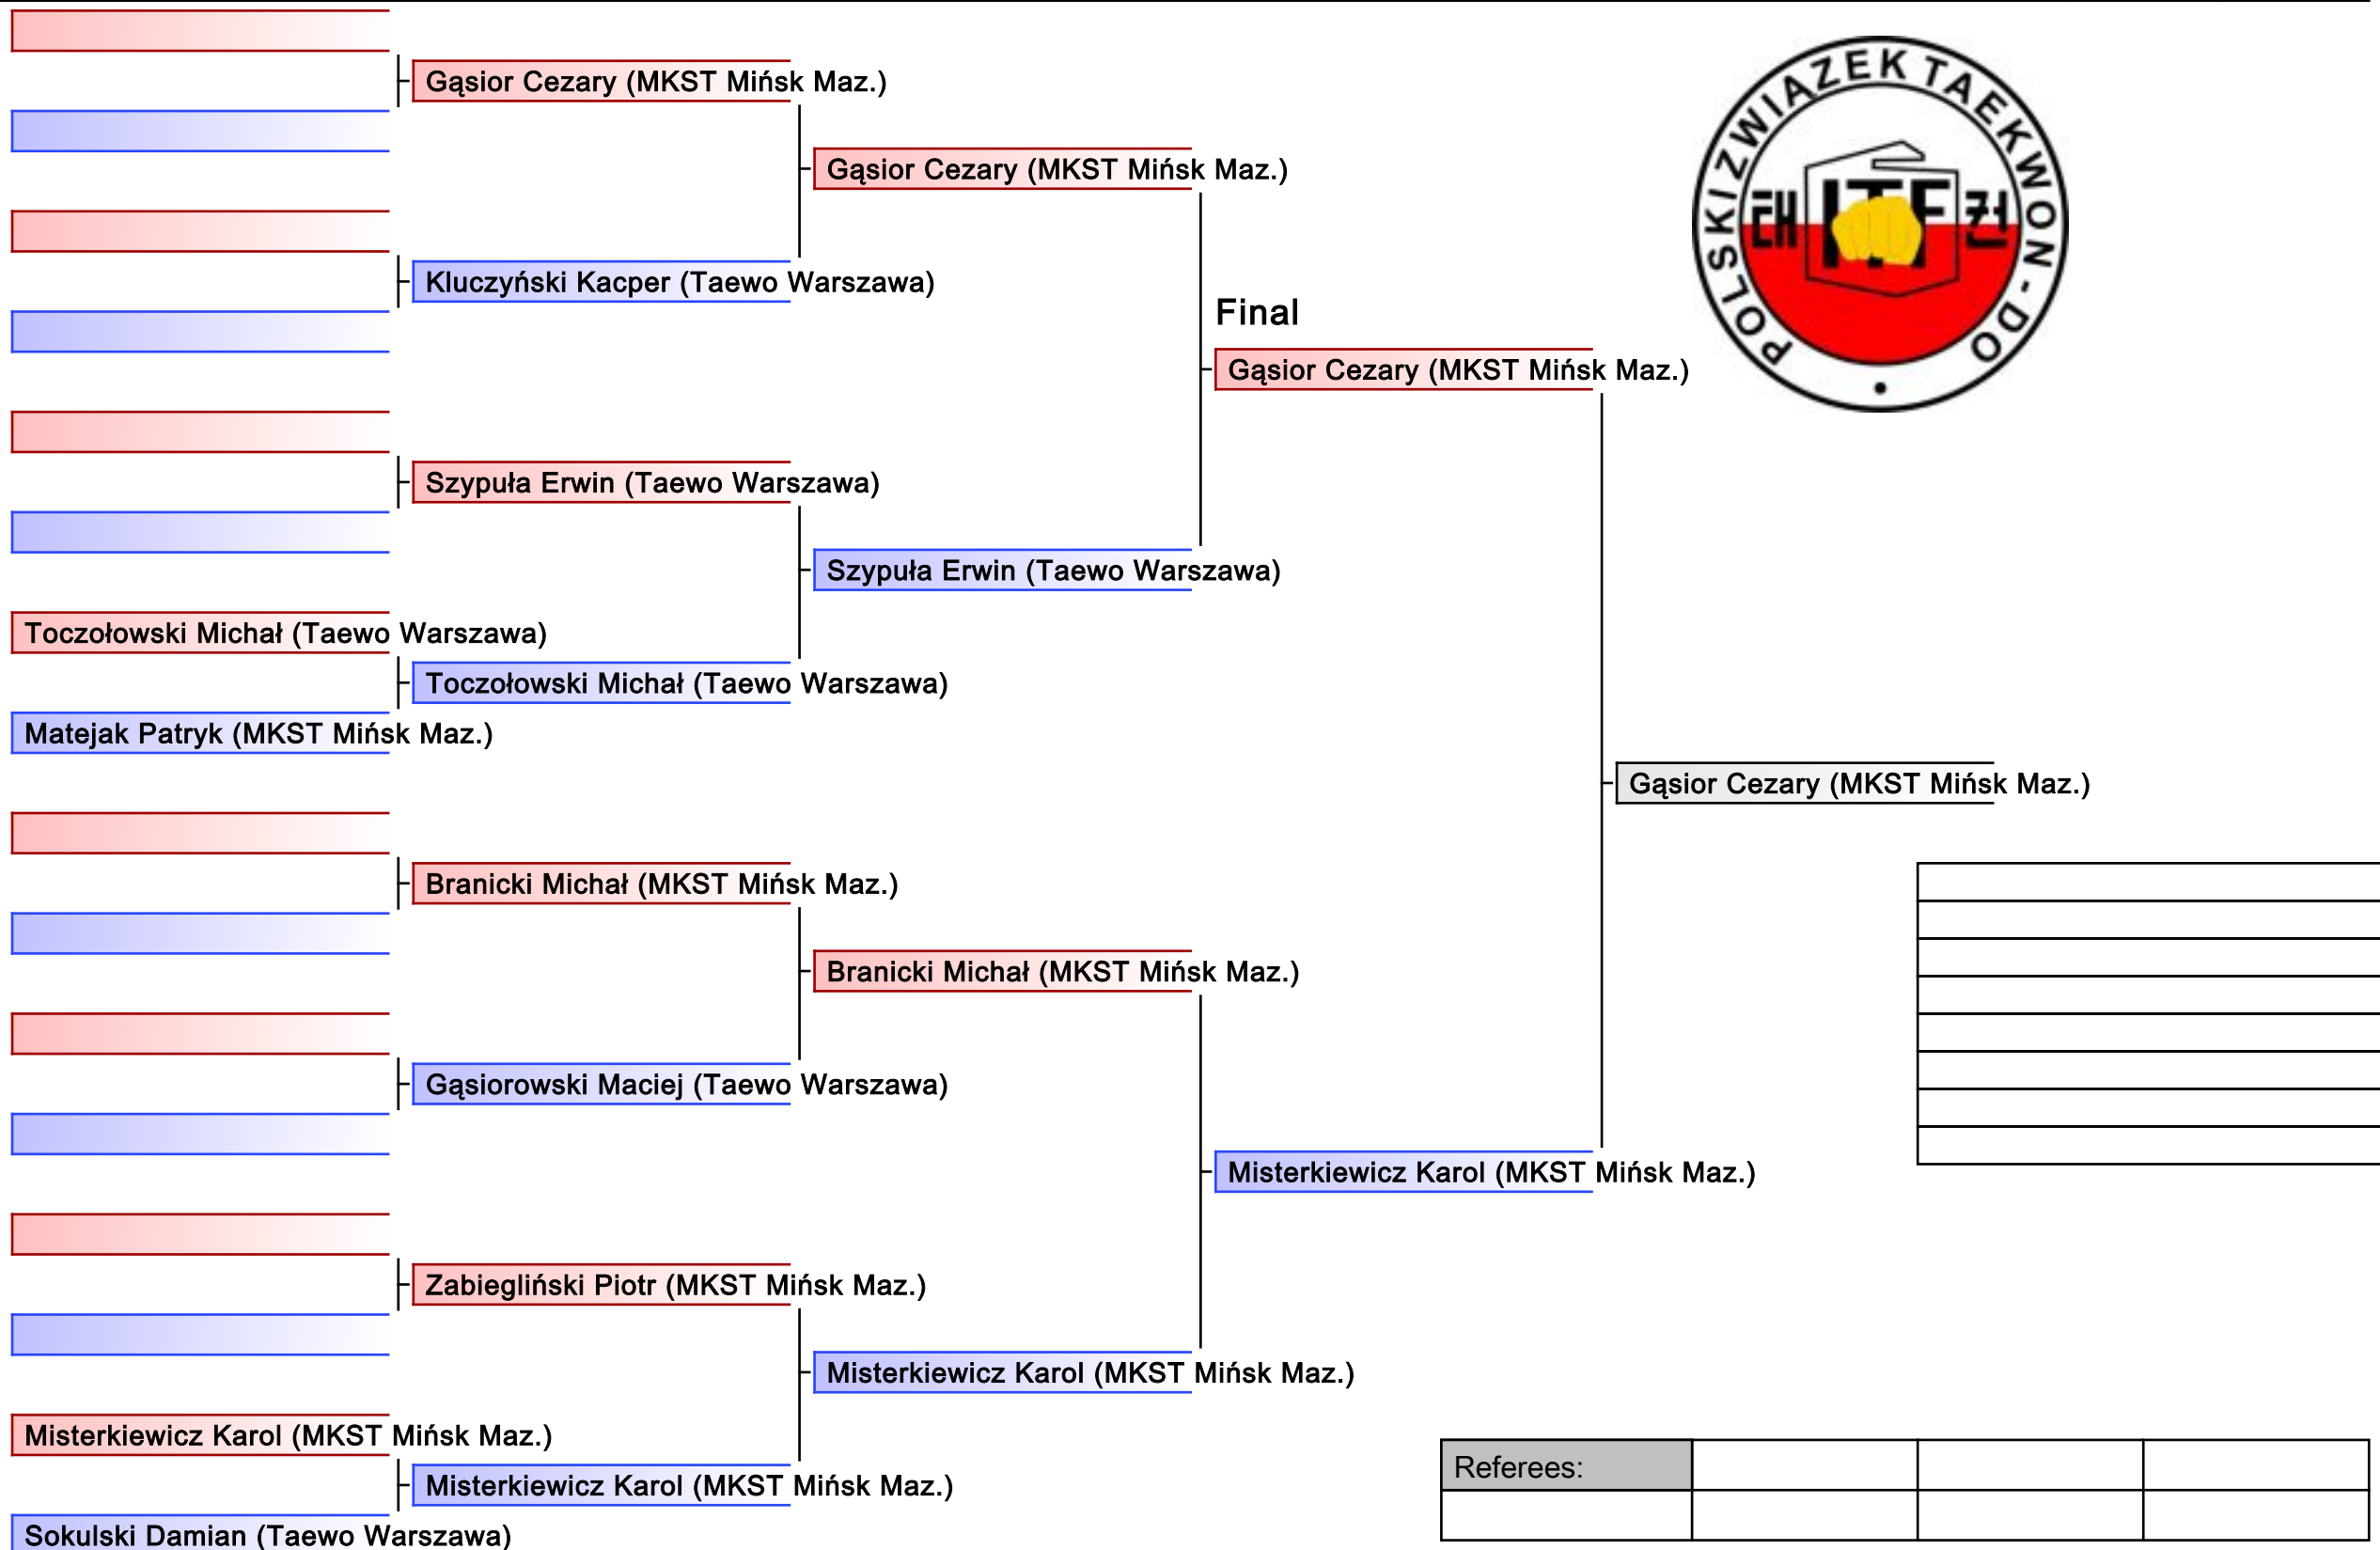 Gąsior Cezary (MKST Mińsk Maz.)
POLSKI ZWIĄZEK TAEKWON-DO
태 ITF 권
Gąsior Cezary (MKST Mińsk Maz.)
Kluczyński Kacper (Taewo Warszawa)
Final
Gąsior Cezary (MKST Mińsk Maz.)
Szypuła Erwin (Taewo Warszawa)
Szypuła Erwin (Taewo Warszawa)
Toczołowski Michał (Taewo Warszawa)
Toczołowski Michał (Taewo Warszawa)
Matejak Patryk (MKST Mińsk Maz.)
Gąsior Cezary (MKST Mińsk Maz.)
Branicki Michał (MKST Mińsk Maz.)
Branicki Michał (MKST Mińsk Maz.)
Gąsiorowski Maciej (Taewo Warszawa)
Misterkiewicz Karol (MKST Mińsk Maz.)
Zabiegliński Piotr (MKST Mińsk Maz.)
Misterkiewicz Karol (MKST Mińsk Maz.)
Misterkiewicz Karol (MKST Mińsk Maz.)
Referees:
Misterkiewicz Karol (MKST Mińsk Maz.)
Sokulski Damian (Taewo Warszawa)